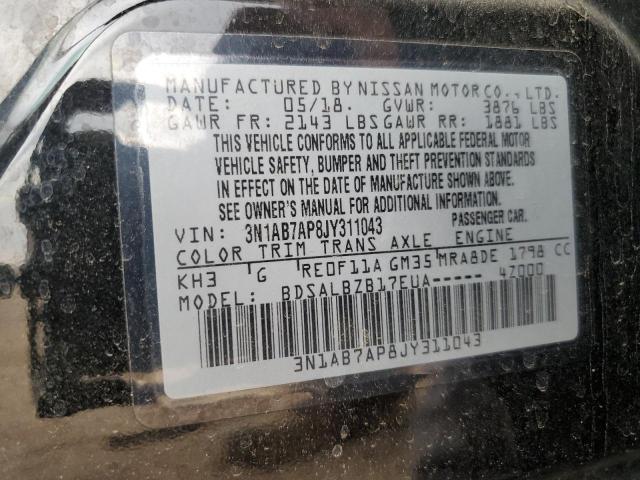 MANUFACTURED BY NISSAN MOTOR CO., LTD.
DATE: 05/18. GVWR: 3876 LBS
GAWR FR: 2143 LBS GAWR RR: 1881 LBS
THIS VEHICLE CONFORMS TO ALL APPLICABLE FEDERAL MOTOR
VEHICLE SAFETY, BUMPER AND THEFT PREVENTION STANDARDS
IN EFFECT ON THE DATE OF MANUFACTURE SHOWN ABOVE.
SEE OWNER'S MANUAL FOR ADDITIONAL INFORMATION.
VIN: 3N1AB7AP8JY311043 PASSENGER CAR.
COLOR TRIM TRANS AXLE ENGINE
KH3 G RE0F11A GM35 MRA8DE 1798 CC
MODEL: BDSALBZB17EUA----- 4Z000
3N1AB7AP8JY311043